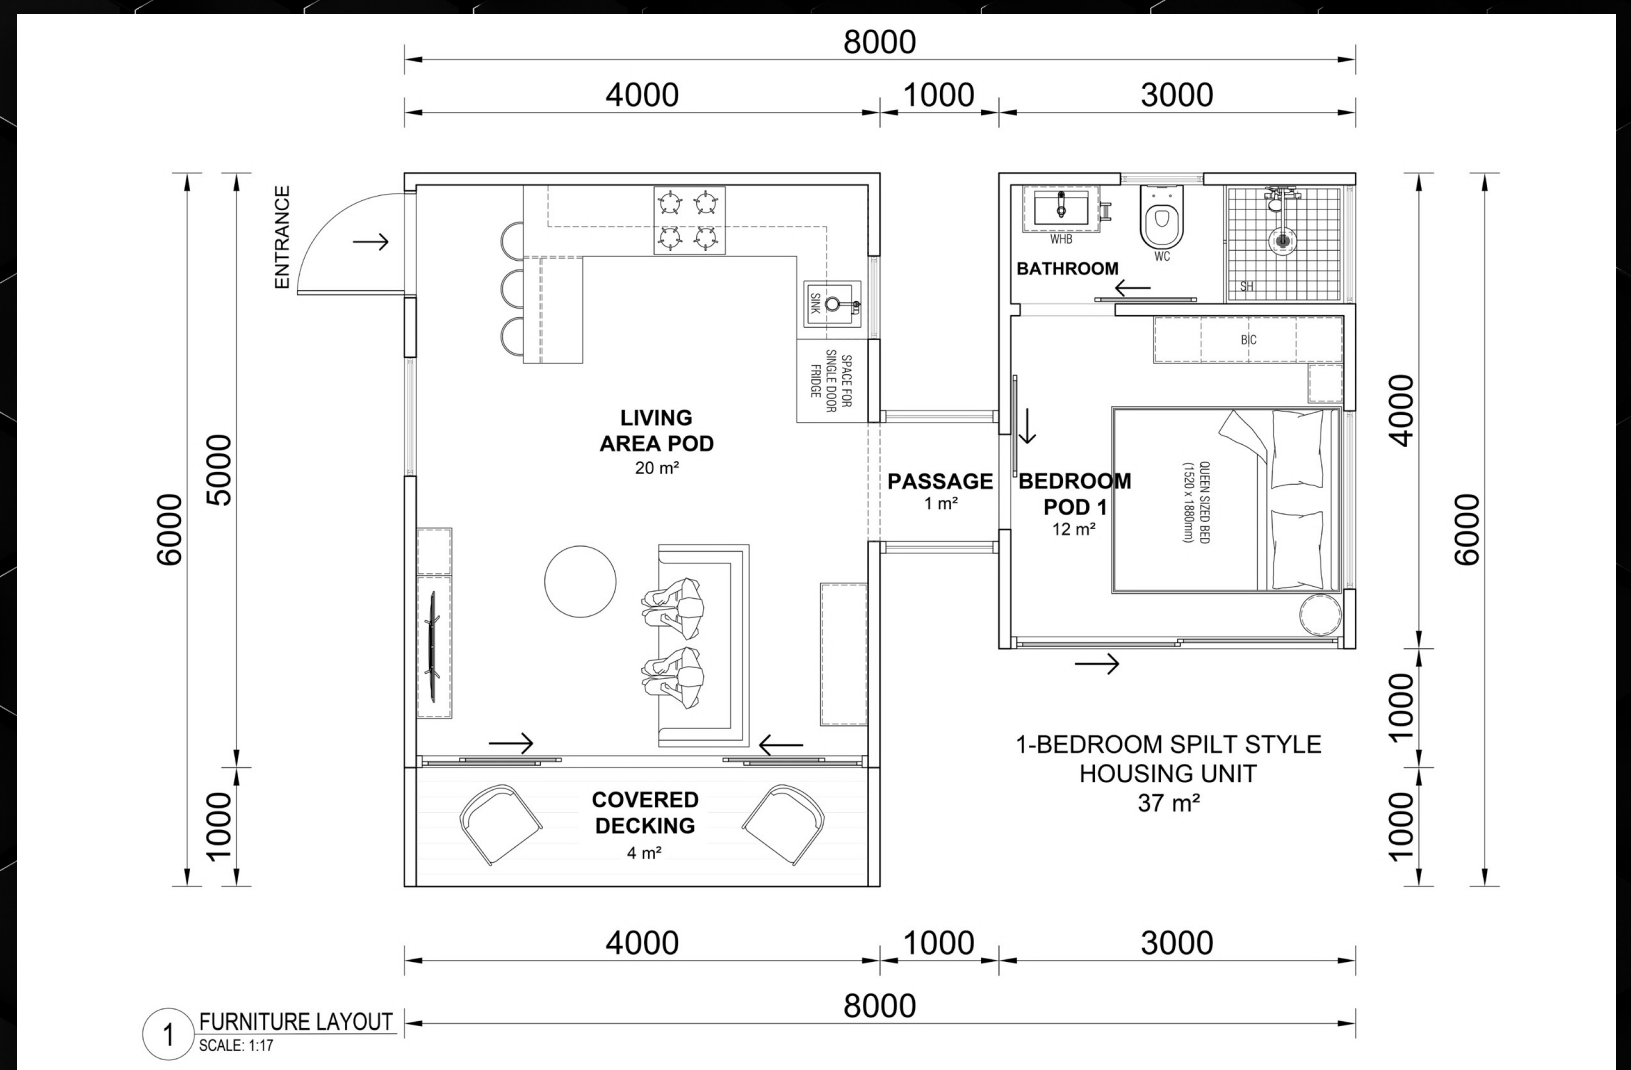 8000
4000 1000 3000
ENTRANCE
WHB
WC
BATHROOM
SH
SINK
B|C
SPACE FOR
SINGLE DOOR
FRIDGE
LIVING
AREA POD
20 m²
PASSAGE
1 m²
BEDROOM
POD 1
12 m²
QUEEN SIZED BED
(1520 x 1880mm)
6000
5000
1000
4000
1000
1000
6000
COVERED
DECKING
4 m²
1-BEDROOM SPILT STYLE
HOUSING UNIT
37 m²
4000 1000 3000
8000
1 FURNITURE LAYOUT
SCALE: 1:17